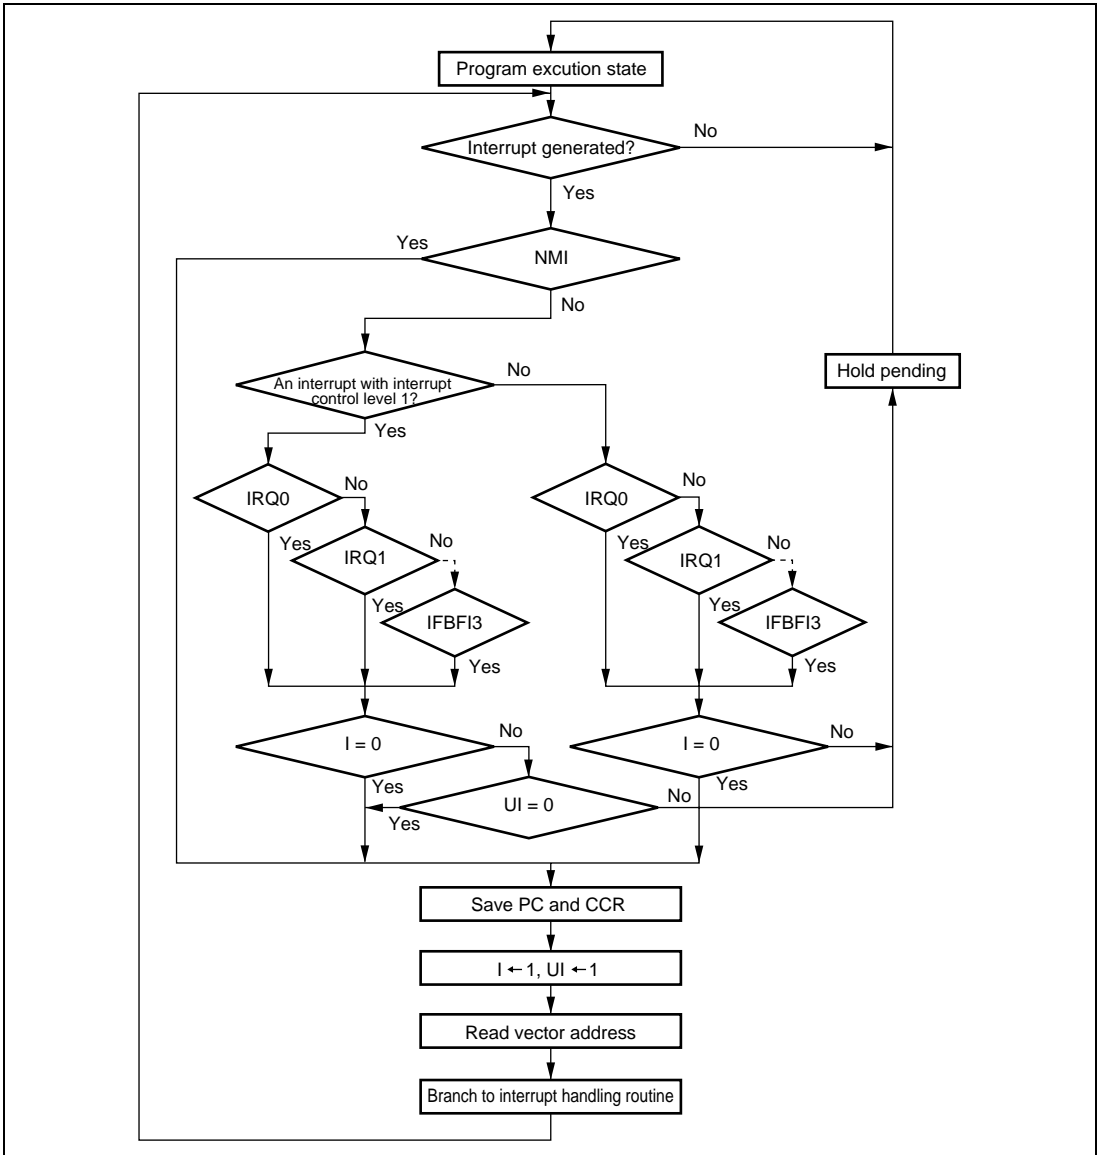 Program excution state
Interrupt generated?
No
Yes
Yes
NMI
No
An interrupt with interrupt
control level 1?
No
Hold pending
Yes
IRQ0
No
IRQ0
No
Yes
IRQ1
No
Yes
IRQ1
No
Yes
IFBFI3
Yes
IFBFI3
Yes
Yes
I = 0
No
I = 0
No
Yes
Yes
UI = 0
No
Yes
Save PC and CCR
I ← 1, UI ← 1
Read vector address
Branch to interrupt handling routine